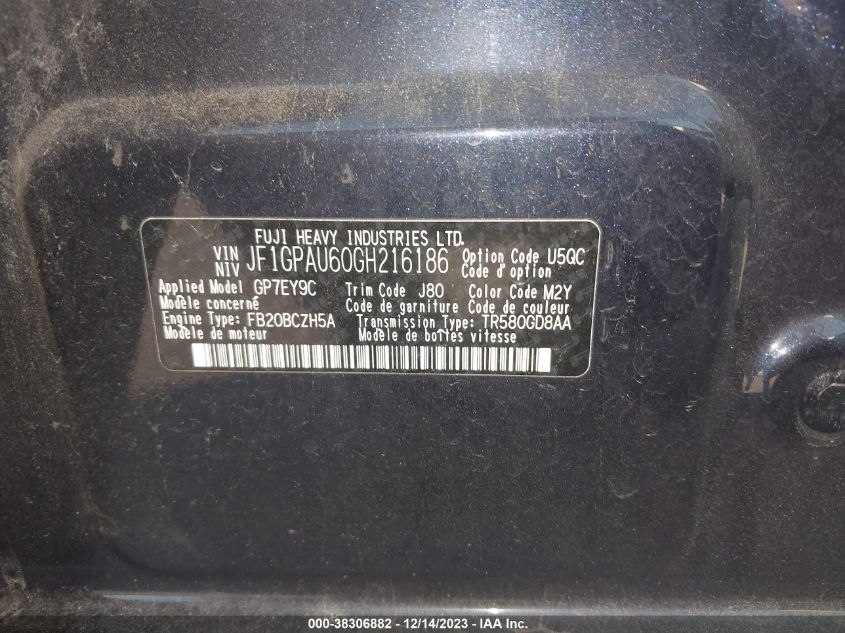 FUJI HEAVY INDUSTRIES LTD.
VIN NIV JF1GPAU60GH216186 Option Code U5QC
Code d'option
Applied Model GP7EY9C Trim Code J80 Color Code M2Y
Modèle concerné Code de garniture Code de couleur
Engine Type: FB20BCZH5A Transmission Type: TR580GD8AA
Modèle de moteur Modèle de boîtes vitesse
000-38306882 - 12/14/2023 - © IAA Inc.